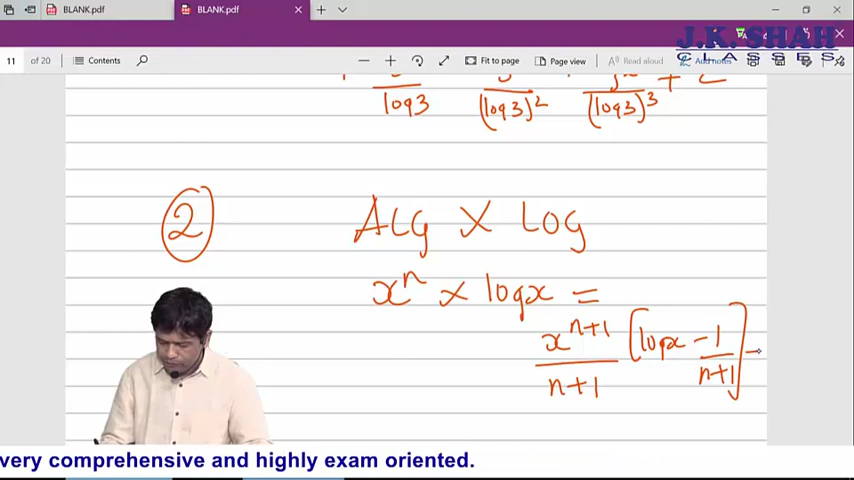 BLANK.pdf × BLANK.pdf × +
J.K. SHAH
CLASSES
11 of 20 Contents Fit to page Page view Read aloud Add notes
log3 (log3)² (log3)³ +
2 ALG X LOG
xⁿ × logx =
xⁿ⁺¹ [logx - 1
n+1 n+1] -
very comprehensive and highly exam oriented.